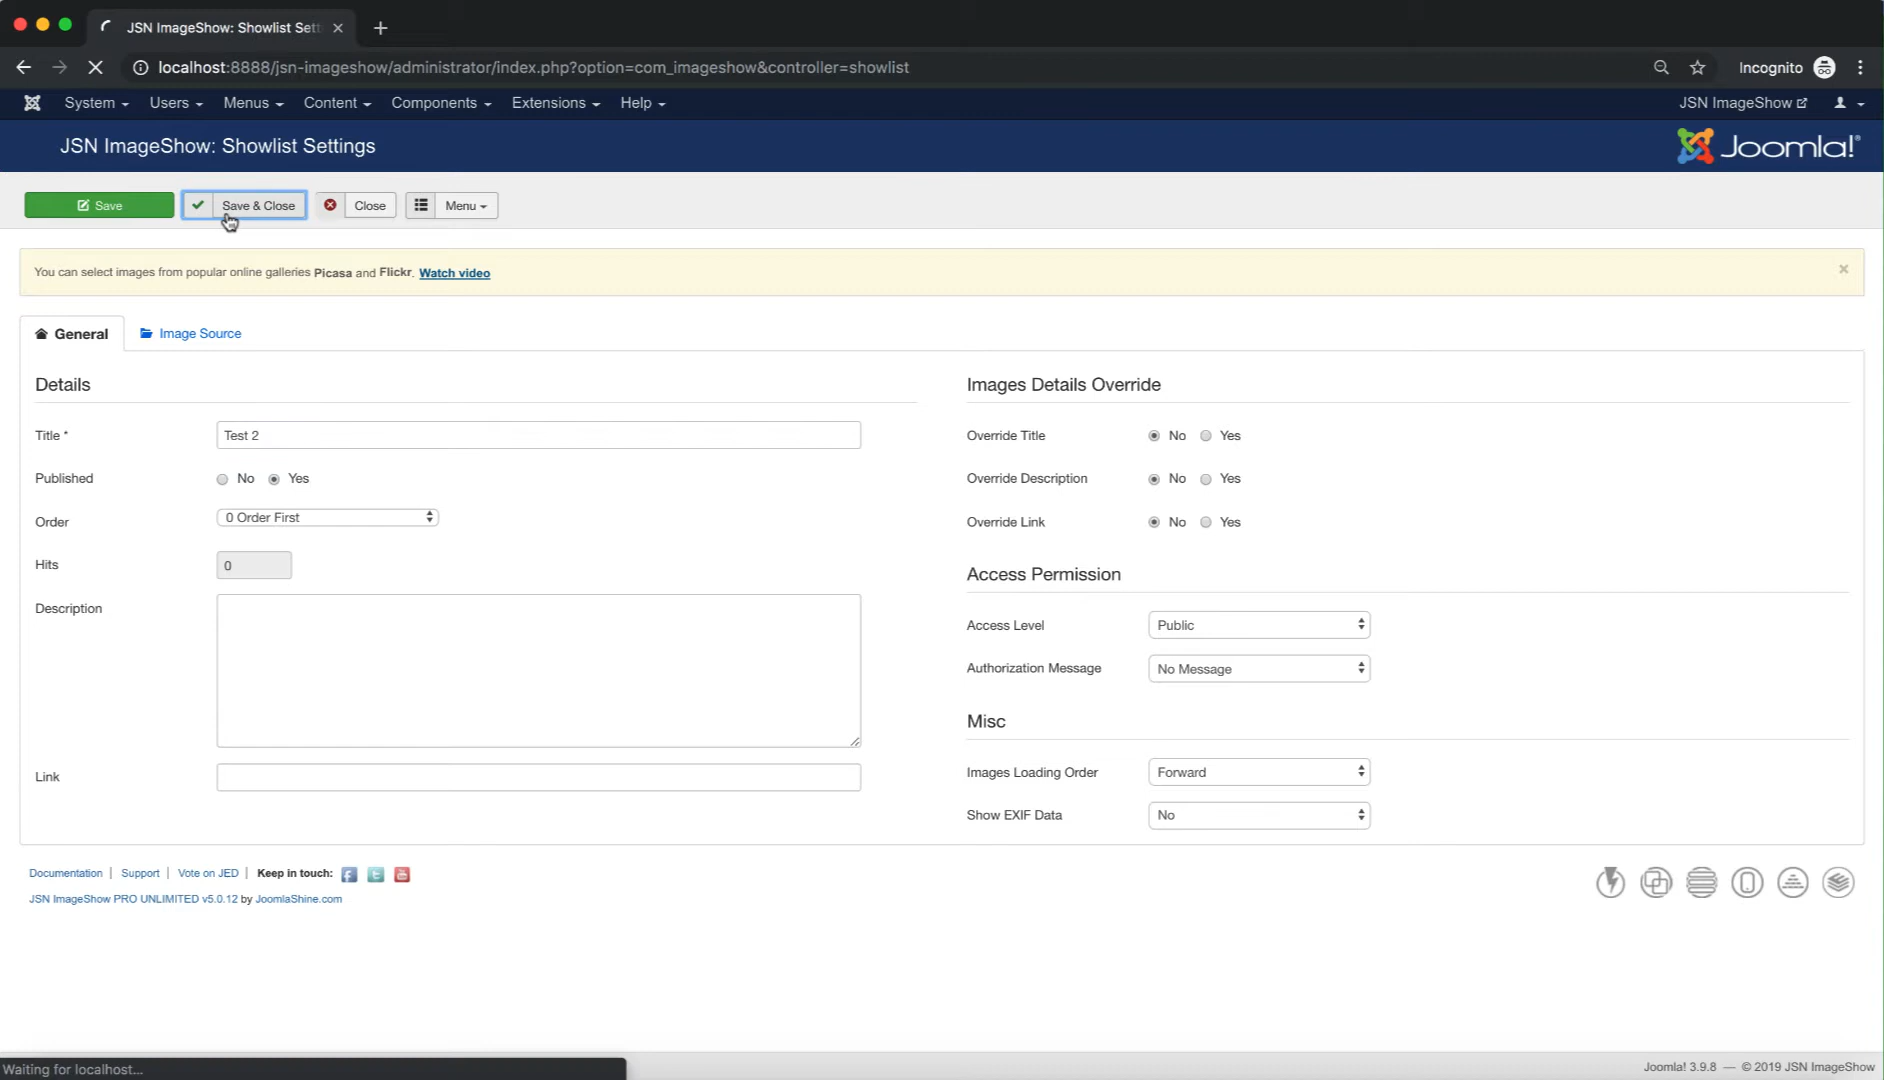 JSN ImageShow: Showlist Sett
localhost:8888/jsn-imageshow/administrator/index.php?option=com_imageshow&controller=showlist
Incognito
System Users Menus Content Components Extensions Help
JSN ImageShow
JSN ImageShow: Showlist Settings
Joomla!®
Save
Save & Close
Close
Menu
You can select images from popular online galleries Picasa and Flickr. Watch video
General
Image Source
Details
Title *
Test 2
Published
No
Yes
Order
0 Order First
Hits
0
Description
Link
Images Details Override
Override Title
No
Yes
Override Description
No
Yes
Override Link
No
Yes
Access Permission
Access Level
Public
Authorization Message
No Message
Misc
Images Loading Order
Forward
Show EXIF Data
No
Documentation | Support | Vote on JED | Keep in touch:
JSN ImageShow PRO UNLIMITED v5.0.12 by JoomlaShine.com
Waiting for localhost...
Joomla! 3.9.8 — © 2019 JSN ImageShow